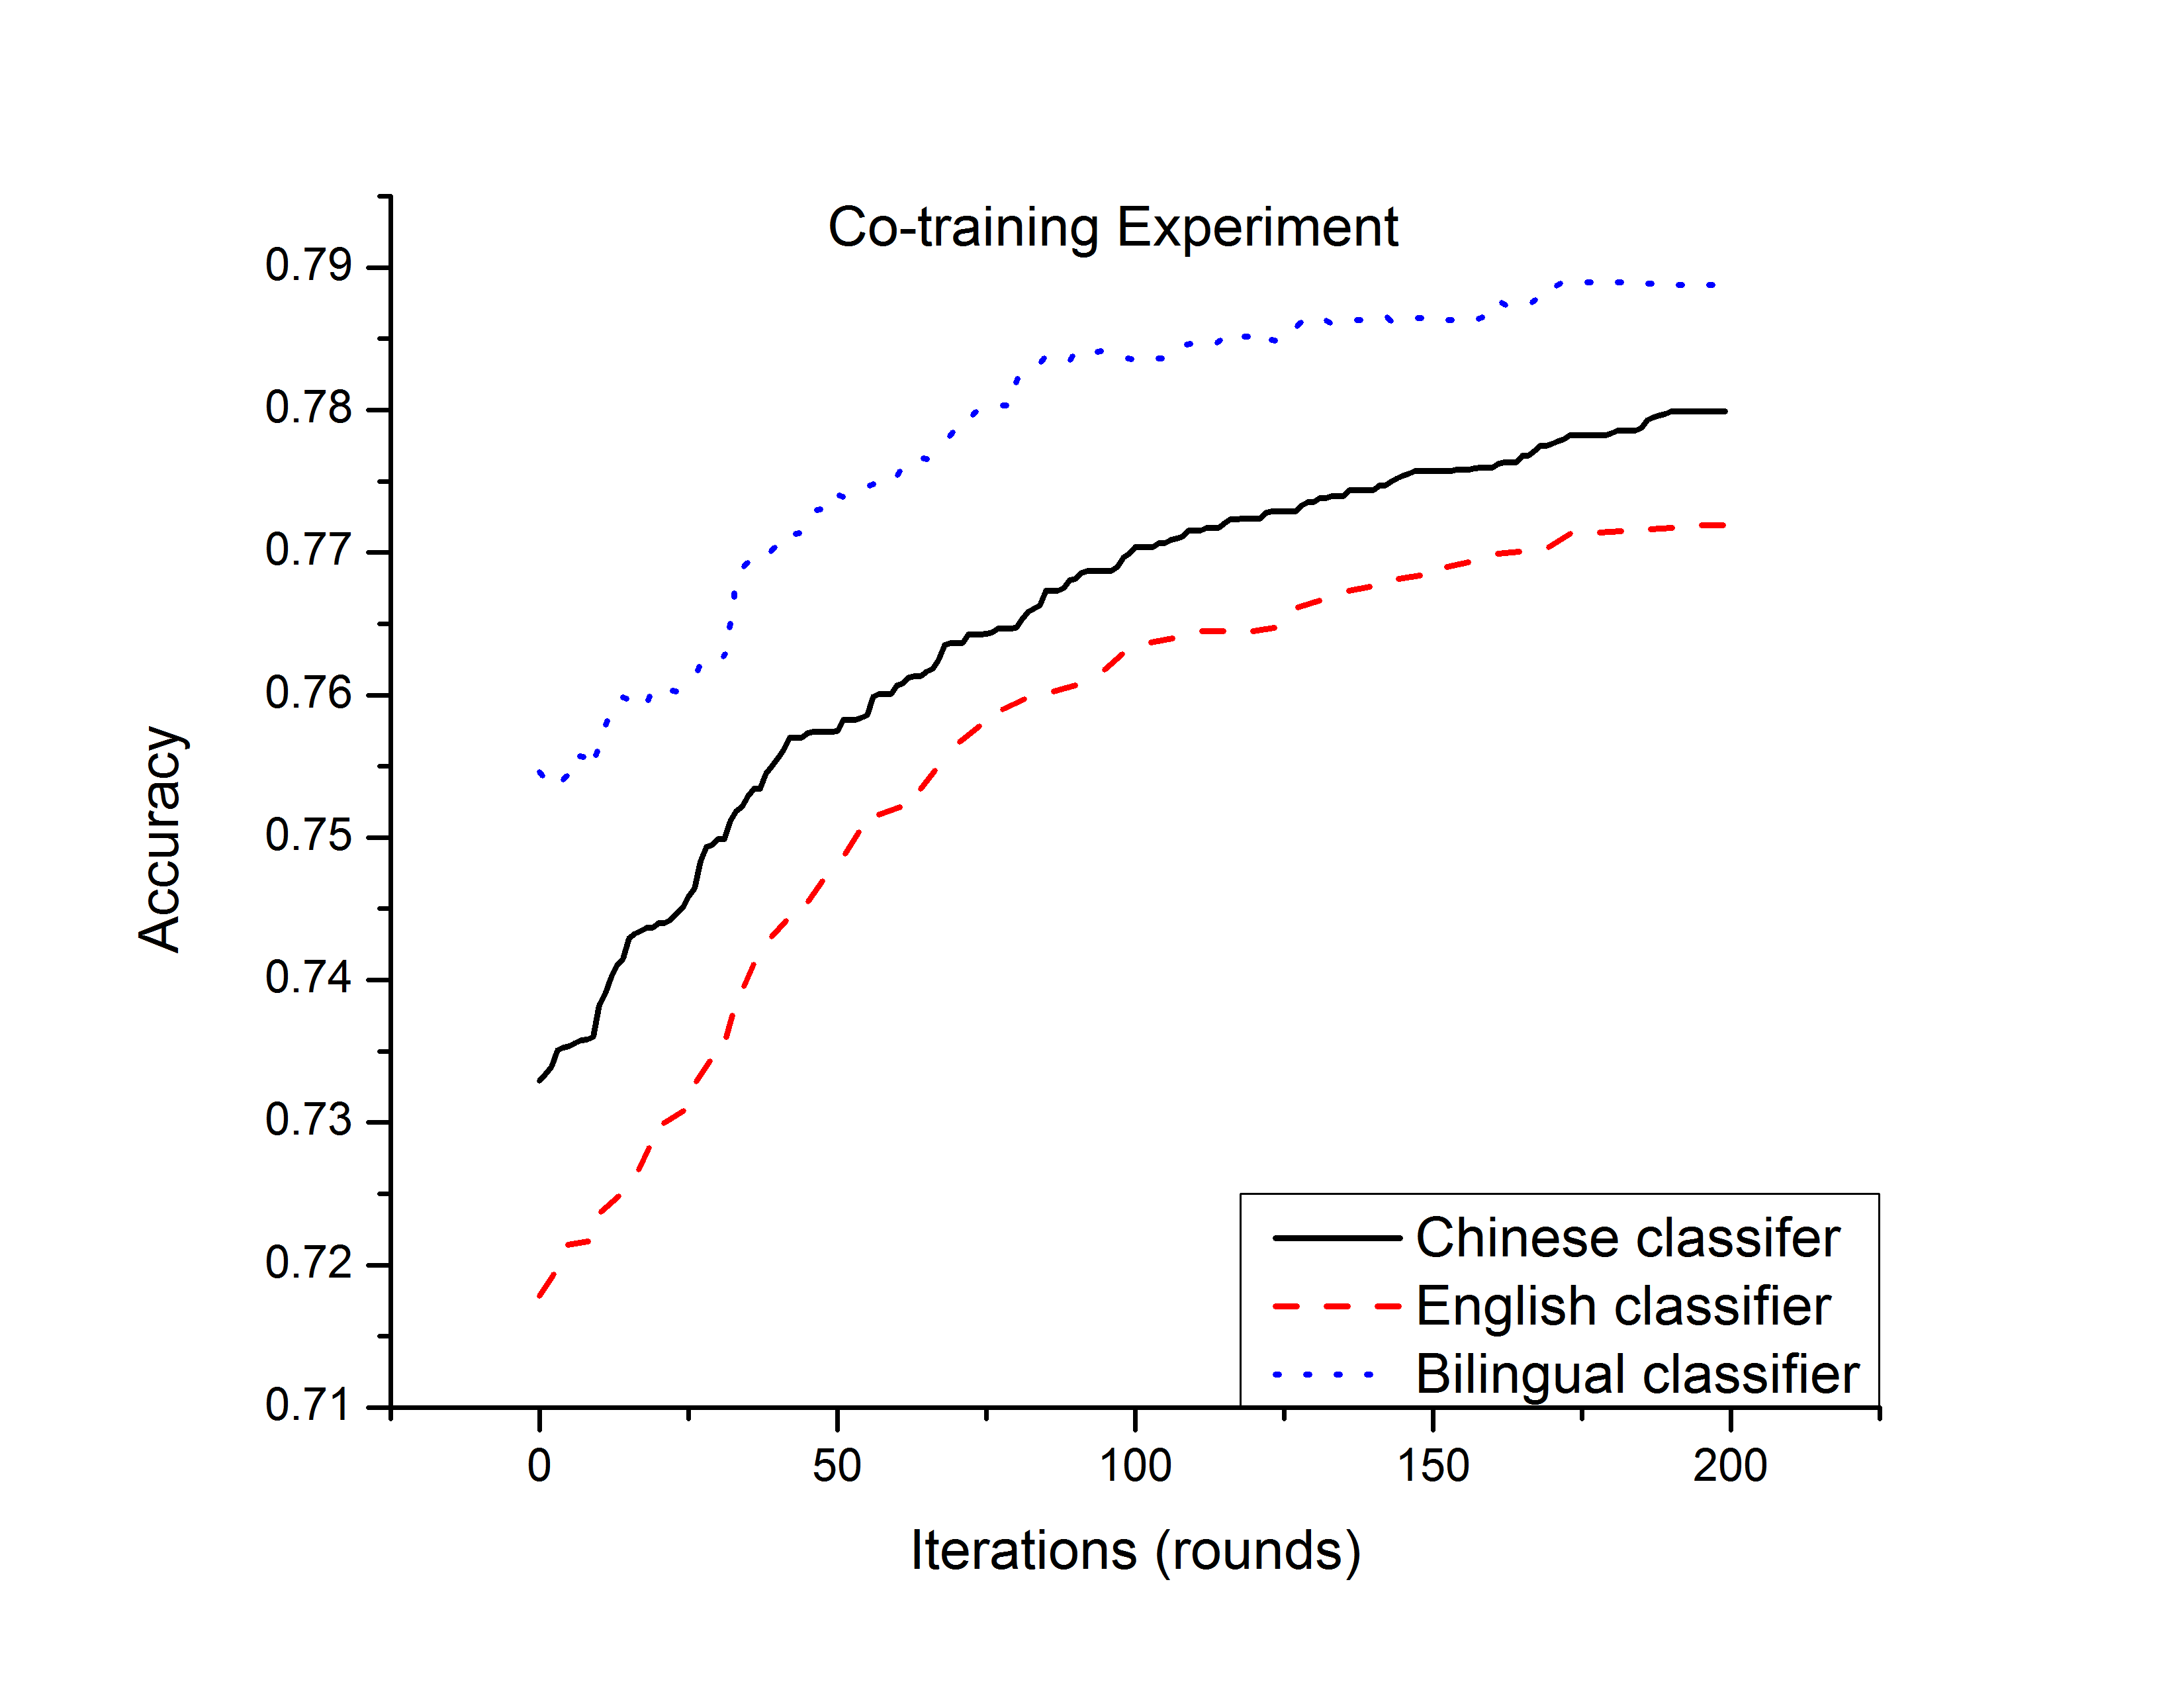 Co-training Experiment
0.79
0.78
0.77
0.76
0.75
0.74
0.73
0.72
0.71
Accuracy
Chinese classifer
English classifier
Bilingual classifier
0 50 100 150 200
Iterations (rounds)